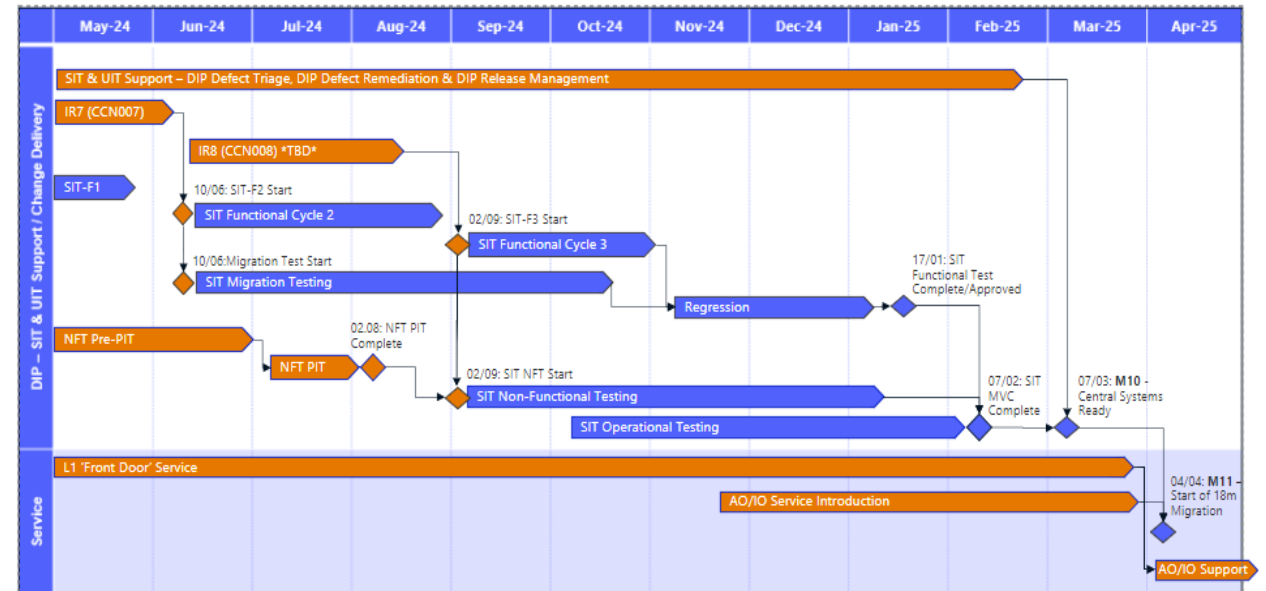 May-24 Jun-24 Jul-24 Aug-24 Sep-24 Oct-24 Nov-24 Dec-24 Jan-25 Feb-25 Mar-25 Apr-25
DIP – SIT & UIT Support / Change Delivery
SIT & UIT Support – DIP Defect Triage, DIP Defect Remediation & DIP Release Management
IR7 (CCN007)
IR8 (CCN008) *TBD*
SIT-F1
10/06: SIT-F2 Start
SIT Functional Cycle 2
02/09: SIT-F3 Start
SIT Functional Cycle 3
10/06:Migration Test Start
SIT Migration Testing
17/01: SIT
Functional Test
Complete/Approved
Regression
NFT Pre-PIT
02.08: NFT PIT
Complete
NFT PIT
02/09: SIT NFT Start
SIT Non-Functional Testing
07/02: SIT
MVC
Complete
07/03: M10 -
Central Systems
Ready
SIT Operational Testing
Service
L1 'Front Door' Service
AO/IO Service Introduction
04/04: M11 –
Start of 18m
Migration
AO/IO Support